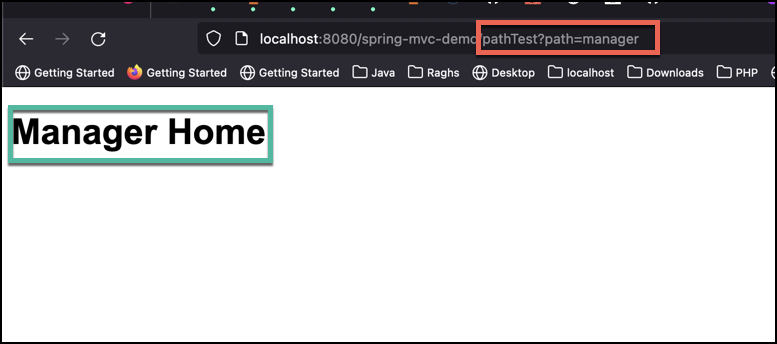 localhost:8080/spring-mvc-demo/pathTest?path=manager
Getting Started Getting Started Getting Started Java Raghs Desktop localhost Downloads PHP
Manager Home